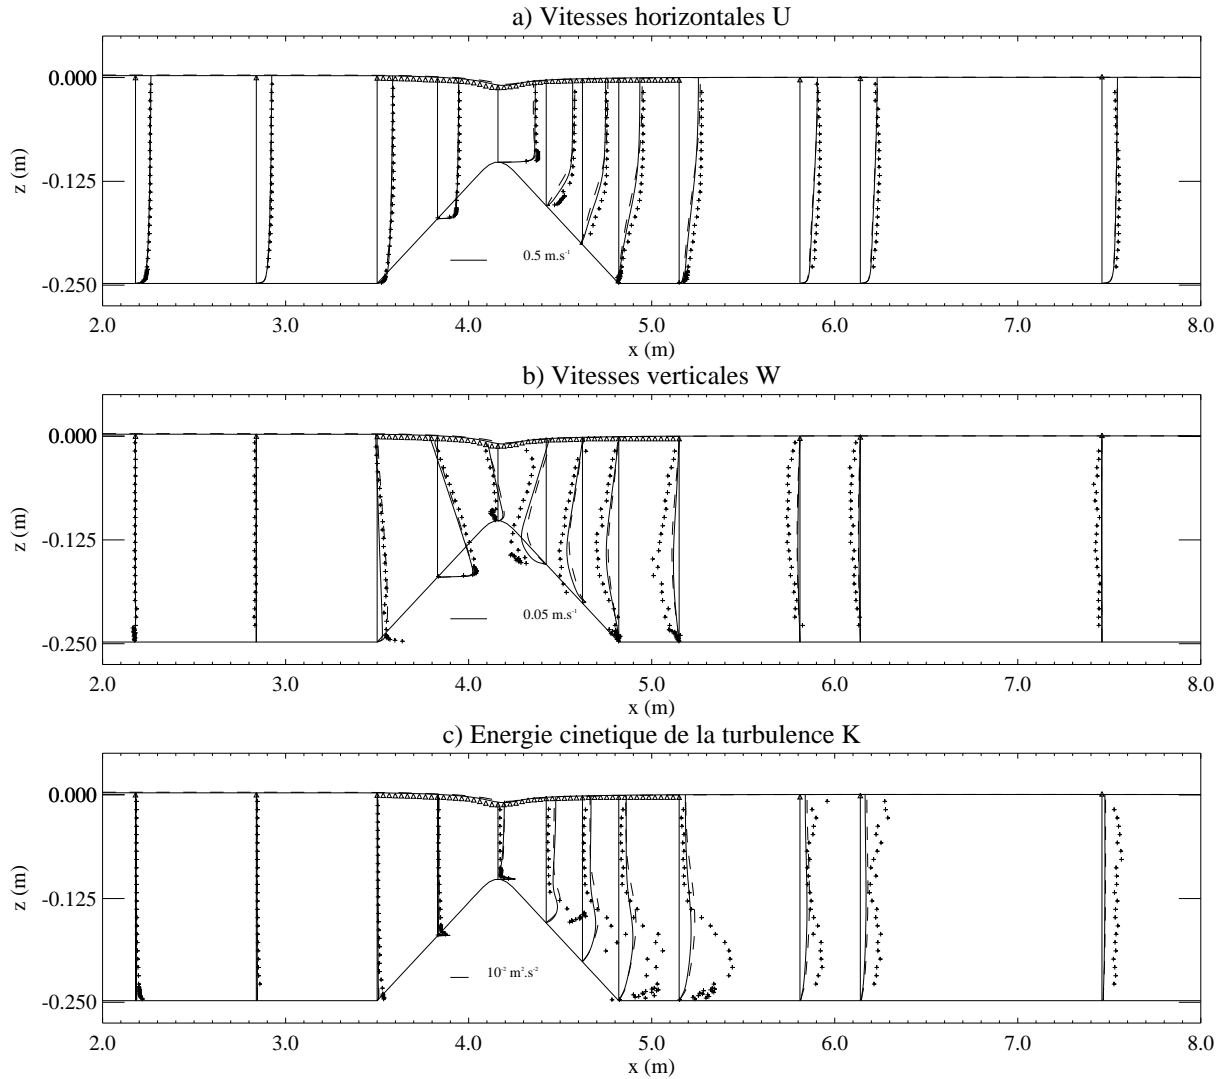 a) Vitesses horizontales U
0.000
-0.125
-0.250
z (m)
0.5 m.s⁻¹
2.0 3.0 4.0 5.0 6.0 7.0 8.0
x (m)
b) Vitesses verticales W
0.000
-0.125
-0.250
z (m)
0.05 m.s⁻¹
2.0 3.0 4.0 5.0 6.0 7.0 8.0
x (m)
c) Energie cinetique de la turbulence K
0.000
-0.125
-0.250
z (m)
10⁻² m².s⁻²
2.0 3.0 4.0 5.0 6.0 7.0 8.0
x (m)